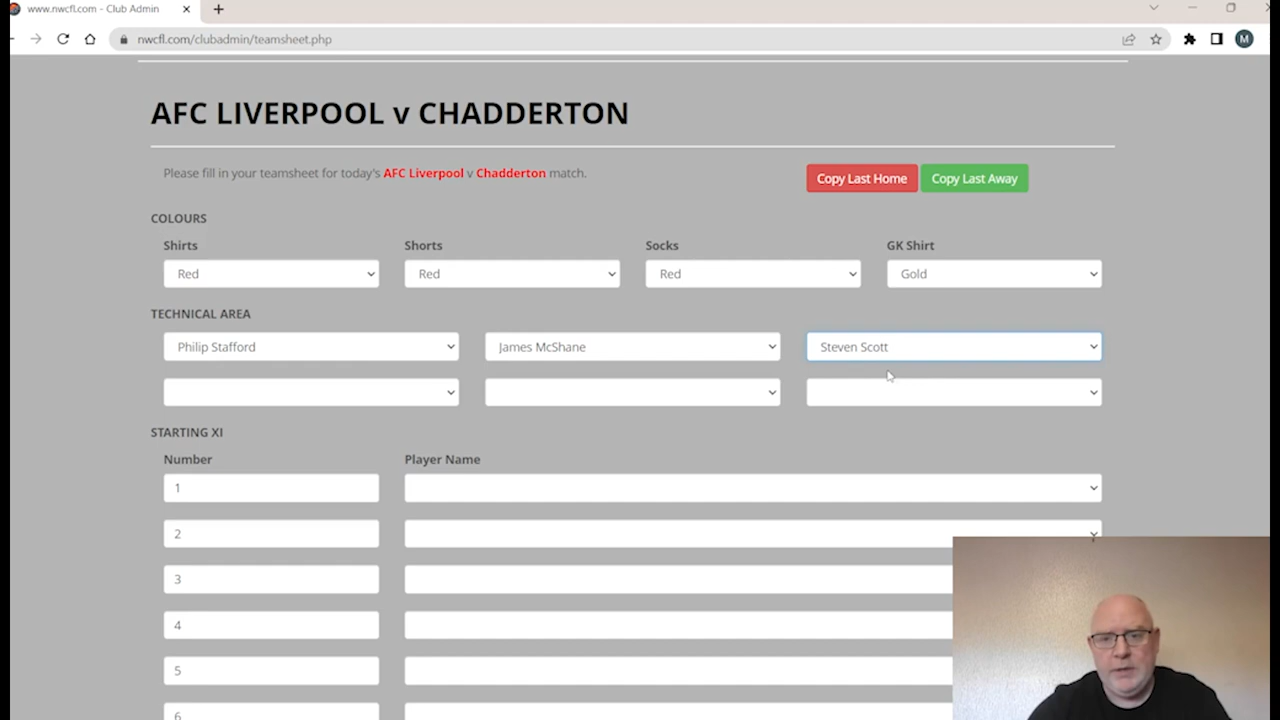 www.nwcfl.com - Club Admin
nwcfl.com/clubadmin/teamsheet.php
M
AFC LIVERPOOL v CHADDERTON
Please fill in your teamsheet for today's AFC Liverpool v Chadderton match.
Copy Last Home Copy Last Away
COLOURS
Shirts Shorts Socks GK Shirt
Red Red Red Gold
TECHNICAL AREA
Philip Stafford James McShane Steven Scott
STARTING XI
Number Player Name
1
2
3
4
5
6